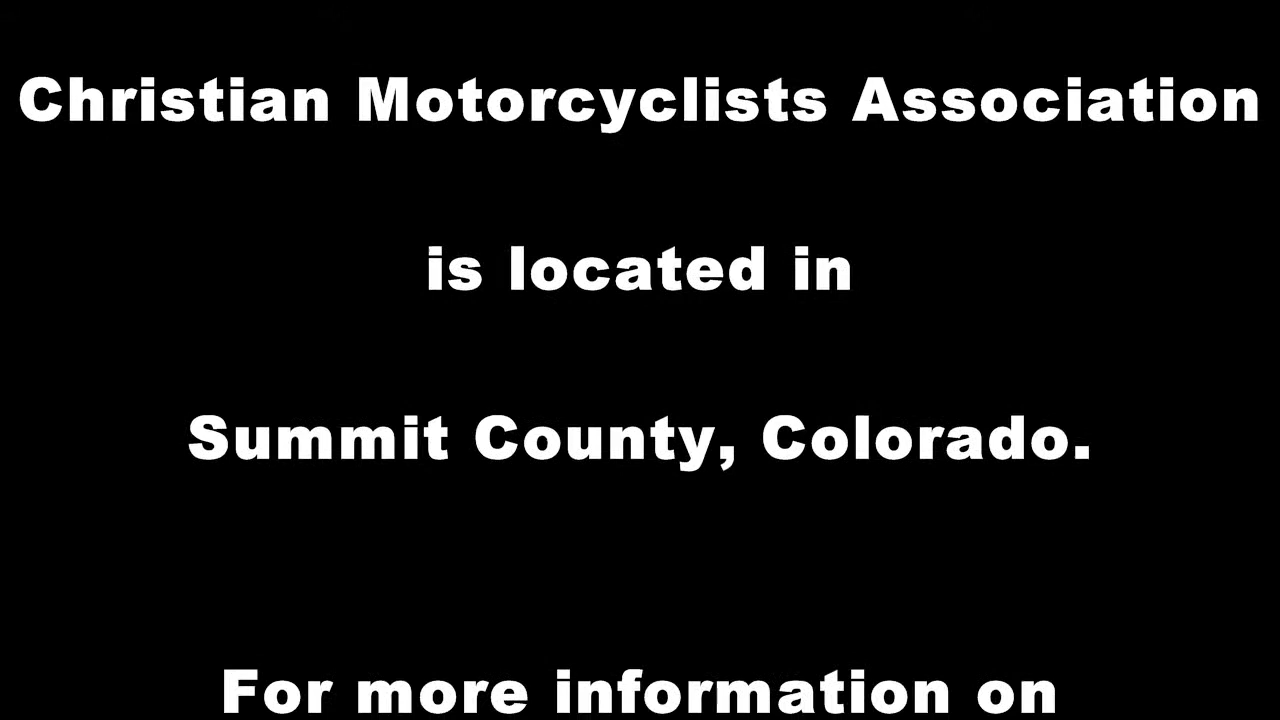 Christian Motorcyclists Association
is located in
Summit County, Colorado.
For more information on